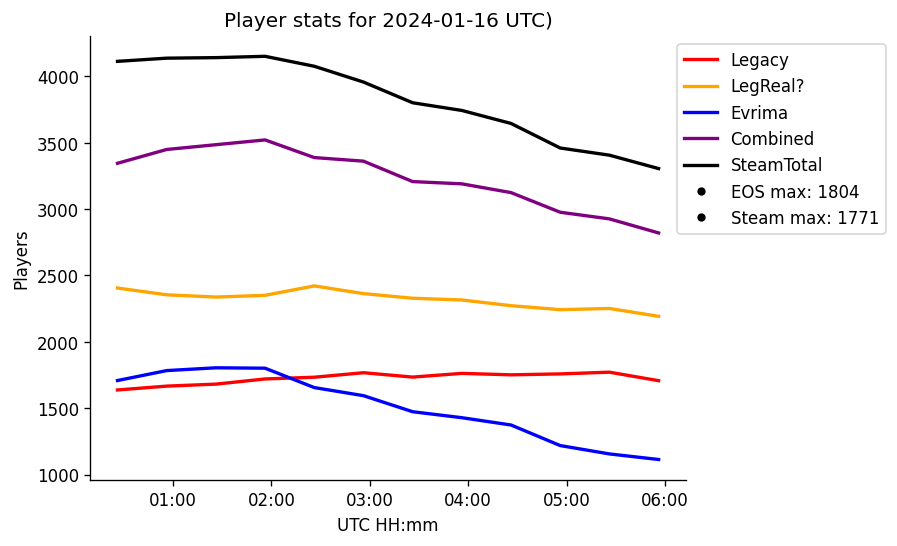 Player stats for 2024-01-16 UTC)
Legacy
LegReal?
Evrima
Combined
SteamTotal
EOS max: 1804
Steam max: 1771
Players
4000
3500
3000
2500
2000
1500
1000
01:00 02:00 03:00 04:00 05:00 06:00
UTC HH:mm